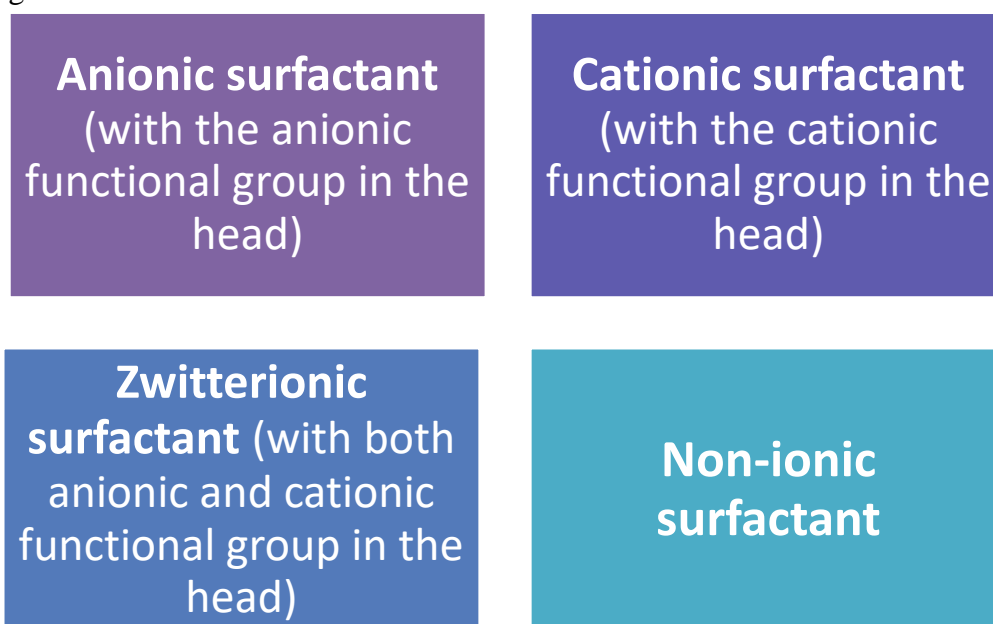 Anionic surfactant
(with the anionic
functional group in the
head)
Cationic surfactant
(with the cationic
functional group in the
head)
Zwitterionic
surfactant (with both
anionic and cationic
functional group in the
head)
Non-ionic
surfactant